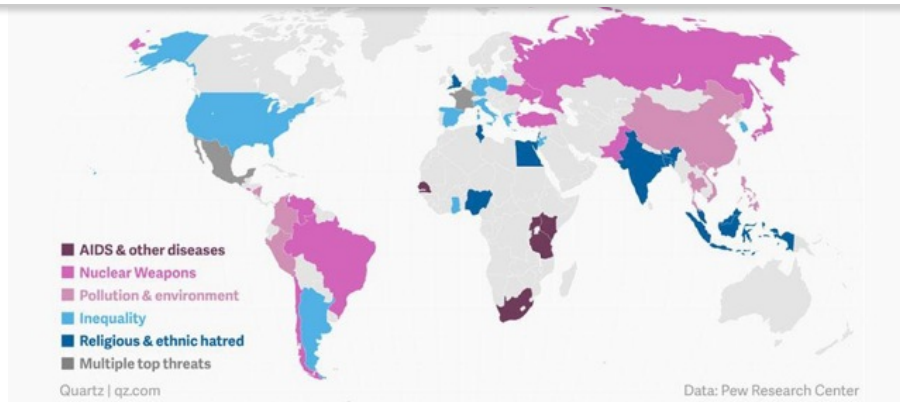 AIDS & other diseases
Nuclear Weapons
Pollution & environment
Inequality
Religious & ethnic hatred
Multiple top threats
Quartz | qz.com
Data: Pew Research Center